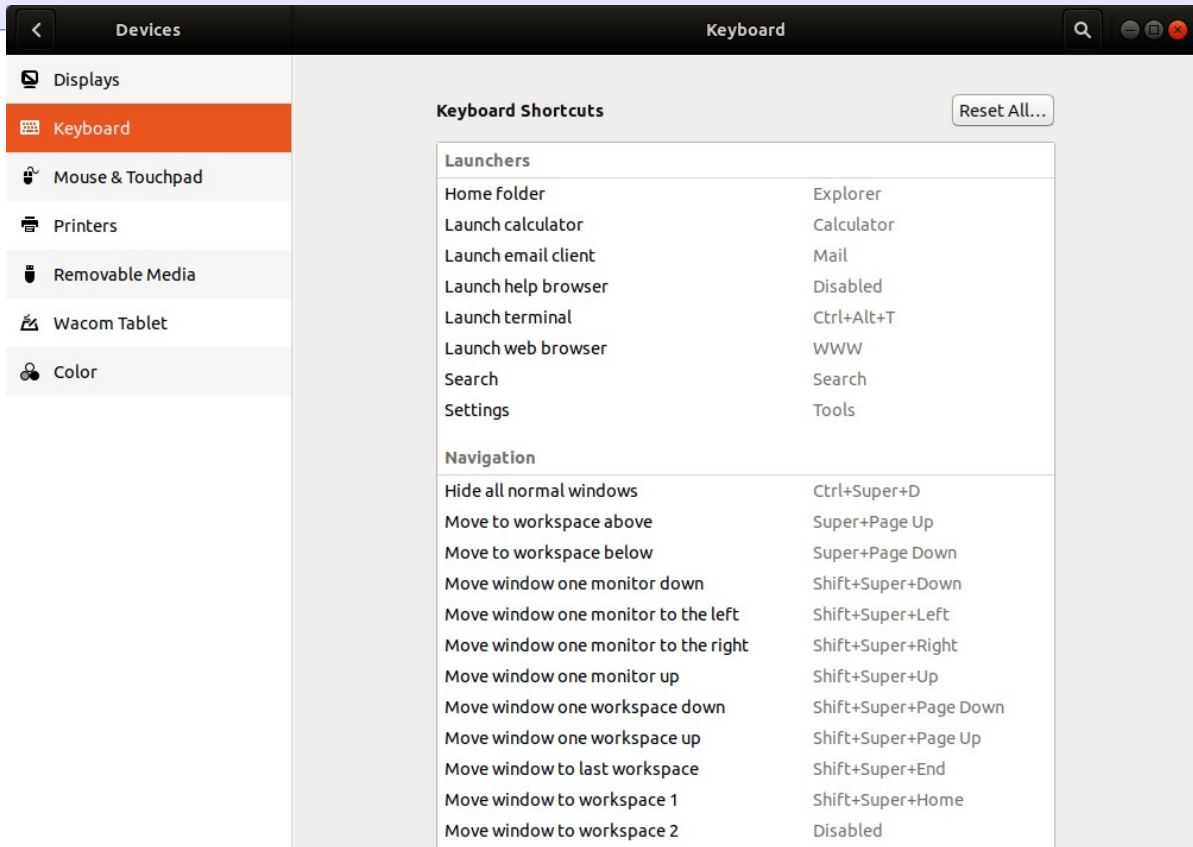 Devices
Keyboard
Displays
Keyboard
Mouse & Touchpad
Printers
Removable Media
Wacom Tablet
Color
Keyboard Shortcuts
Reset All...
Launchers
Home folder Explorer
Launch calculator Calculator
Launch email client Mail
Launch help browser Disabled
Launch terminal Ctrl+Alt+T
Launch web browser WWW
Search Search
Settings Tools
Navigation
Hide all normal windows Ctrl+Super+D
Move to workspace above Super+Page Up
Move to workspace below Super+Page Down
Move window one monitor down Shift+Super+Down
Move window one monitor to the left Shift+Super+Left
Move window one monitor to the right Shift+Super+Right
Move window one monitor up Shift+Super+Up
Move window one workspace down Shift+Super+Page Down
Move window one workspace up Shift+Super+Page Up
Move window to last workspace Shift+Super+End
Move window to workspace 1 Shift+Super+Home
Move window to workspace 2 Disabled